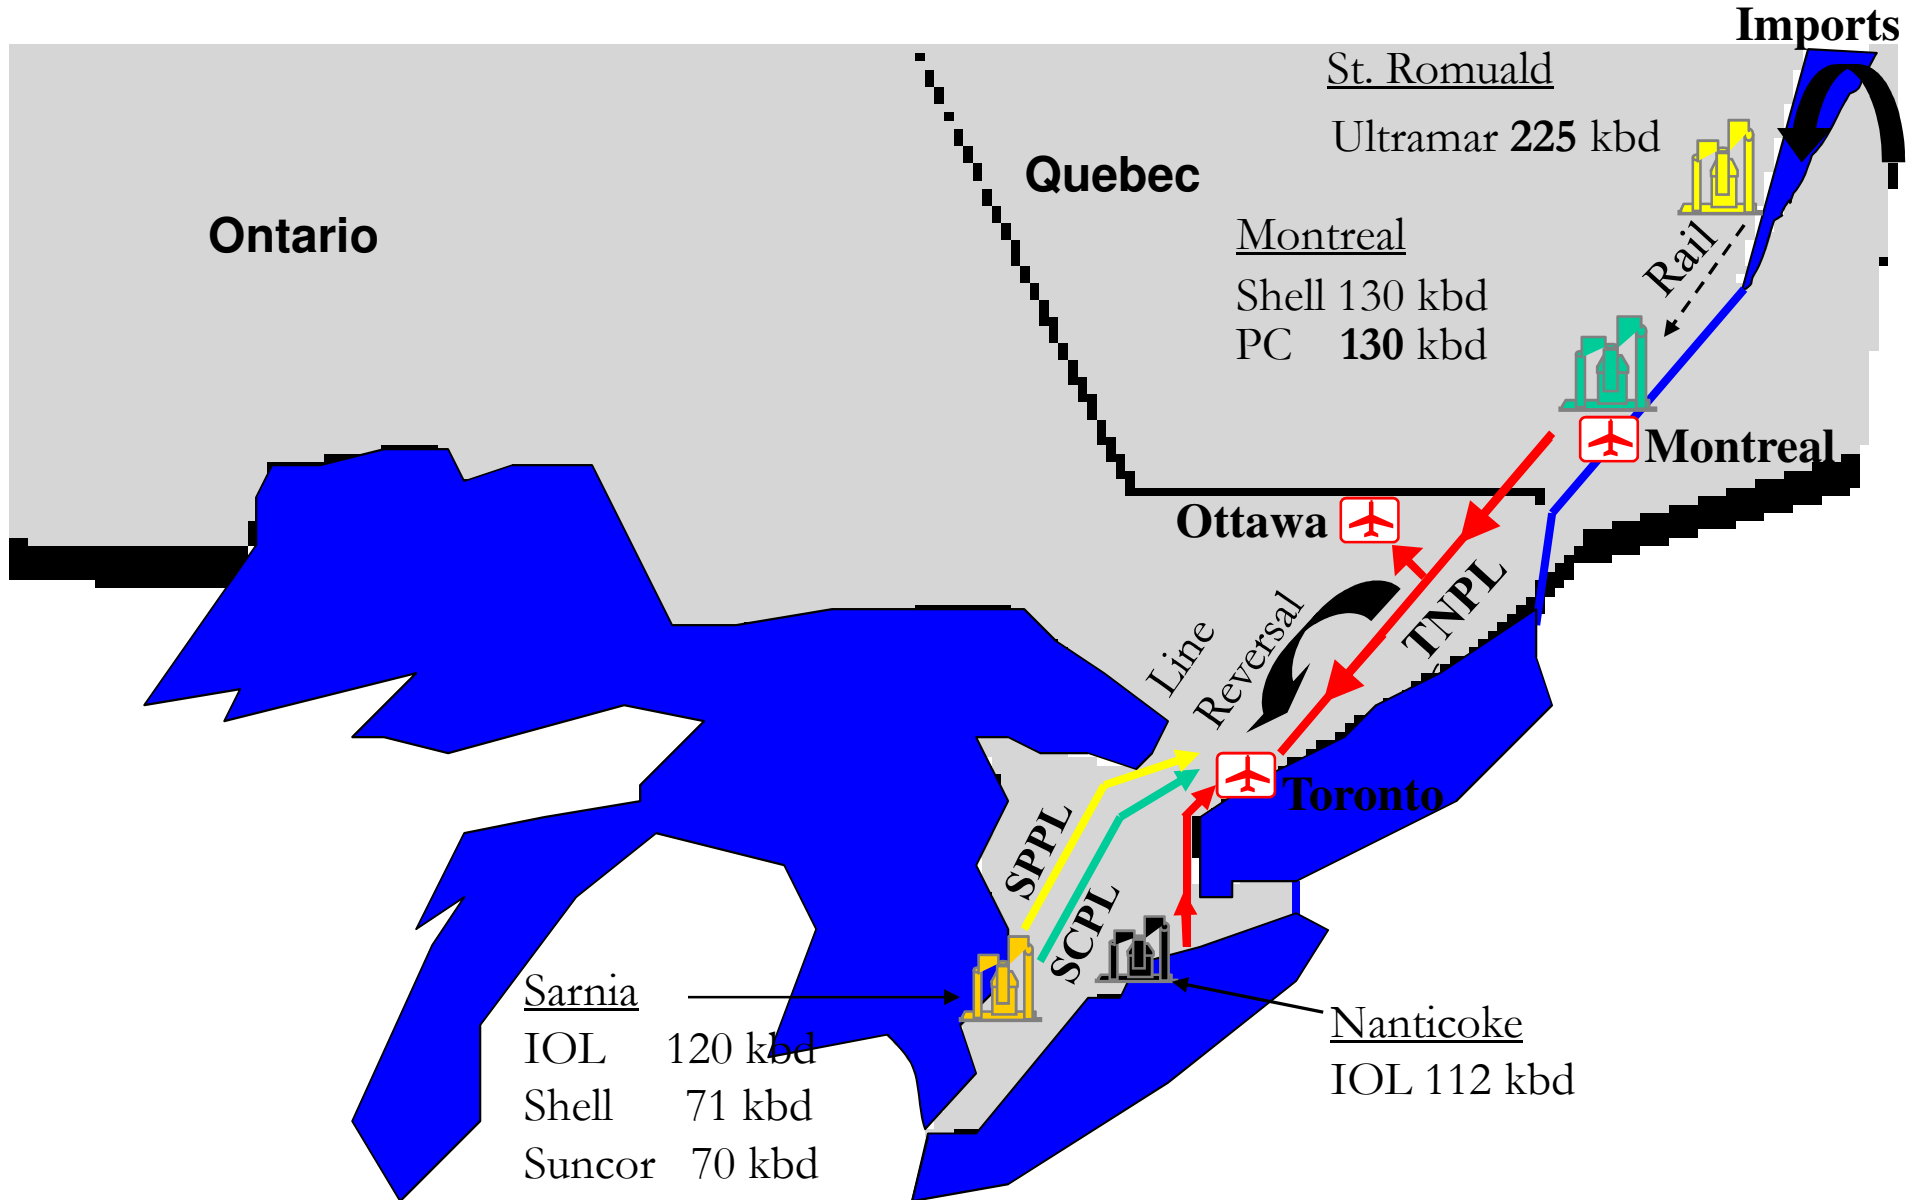 Imports
St. Romuald
Ultramar 225 kbd
Quebec
Ontario
Montreal
Shell 130 kbd
PC 130 kbd
Rail
Montreal
Ottawa
TNPL
Line
Reversal
Toronto
SPPL
SCPL
Sarnia
IOL 120 kbd
Shell 71 kbd
Suncor 70 kbd
Nanticoke
IOL 112 kbd